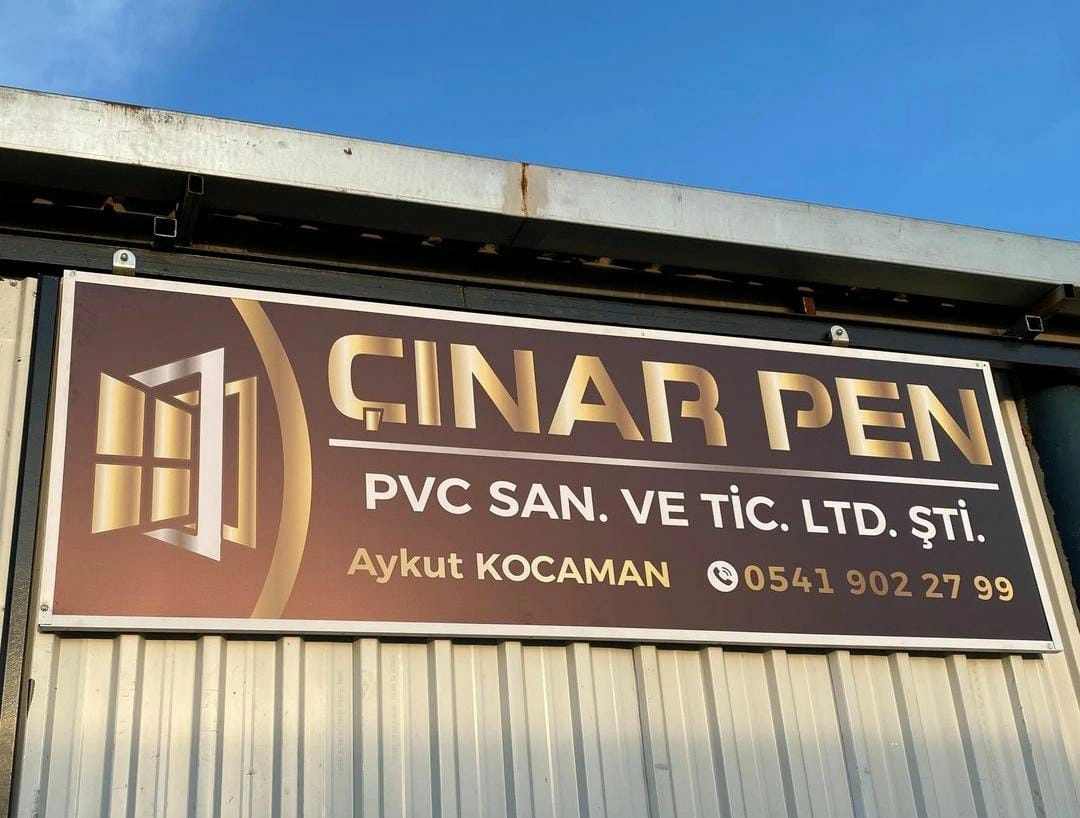 ÇINAR PEN
PVC SAN. VE TİC. LTD. ŞTİ.
Aykut KOCAMAN 0541 902 27 99